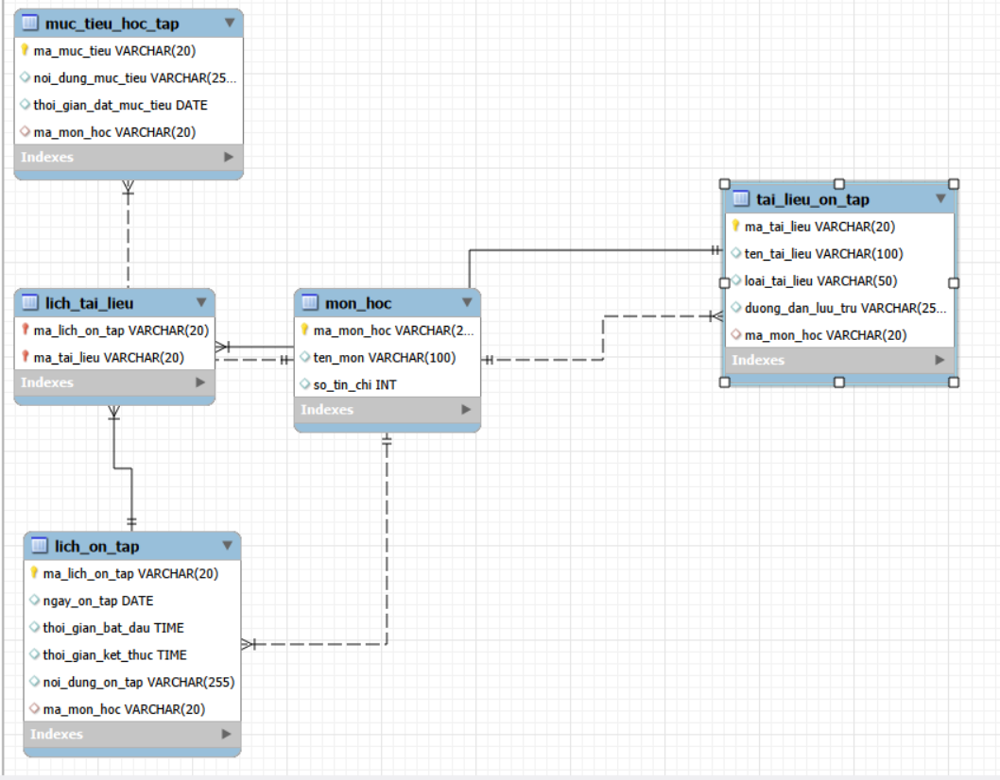 muc_tieu_hoc_tap
ma_muc_tieu VARCHAR(20)
noi_dung_muc_tieu VARCHAR(25...
thoi_gian_dat_muc_tieu DATE
ma_mon_hoc VARCHAR(20)
Indexes
tai_lieu_on_tap
ma_tai_lieu VARCHAR(20)
ten_tai_lieu VARCHAR(100)
loai_tai_lieu VARCHAR(50)
duong_dan_luu_tru VARCHAR(25...
ma_mon_hoc VARCHAR(20)
Indexes
lich_tai_lieu
ma_lich_on_tap VARCHAR(20)
ma_tai_lieu VARCHAR(20)
Indexes
mon_hoc
ma_mon_hoc VARCHAR(2...
ten_mon VARCHAR(100)
so_tin_chi INT
Indexes
lich_on_tap
ma_lich_on_tap VARCHAR(20)
ngay_on_tap DATE
thoi_gian_bat_dau TIME
thoi_gian_ket_thuc TIME
noi_dung_on_tap VARCHAR(255)
ma_mon_hoc VARCHAR(20)
Indexes